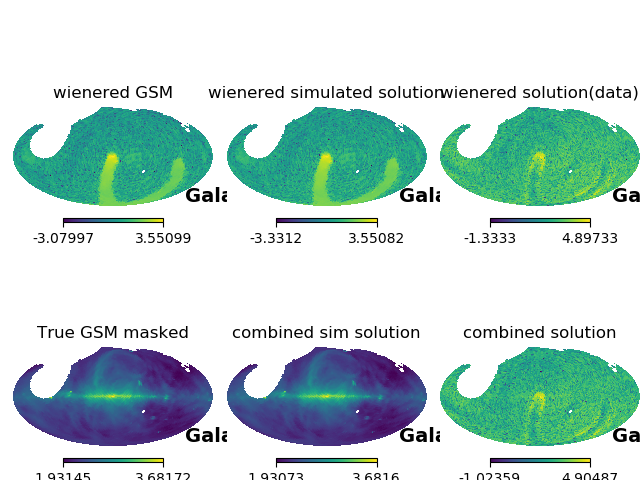 wienered GSM
wienered simulated solution
wienered solution(data)
Gala
Gala
Ga
-3.07997 3.55099
-3.3312 3.55082
-1.3333 4.89733
True GSM masked
combined sim solution
combined solution
Gala
Gala
Ga
1.93145 3.68172
1.93073 3.6816
-1.02359 4.90487